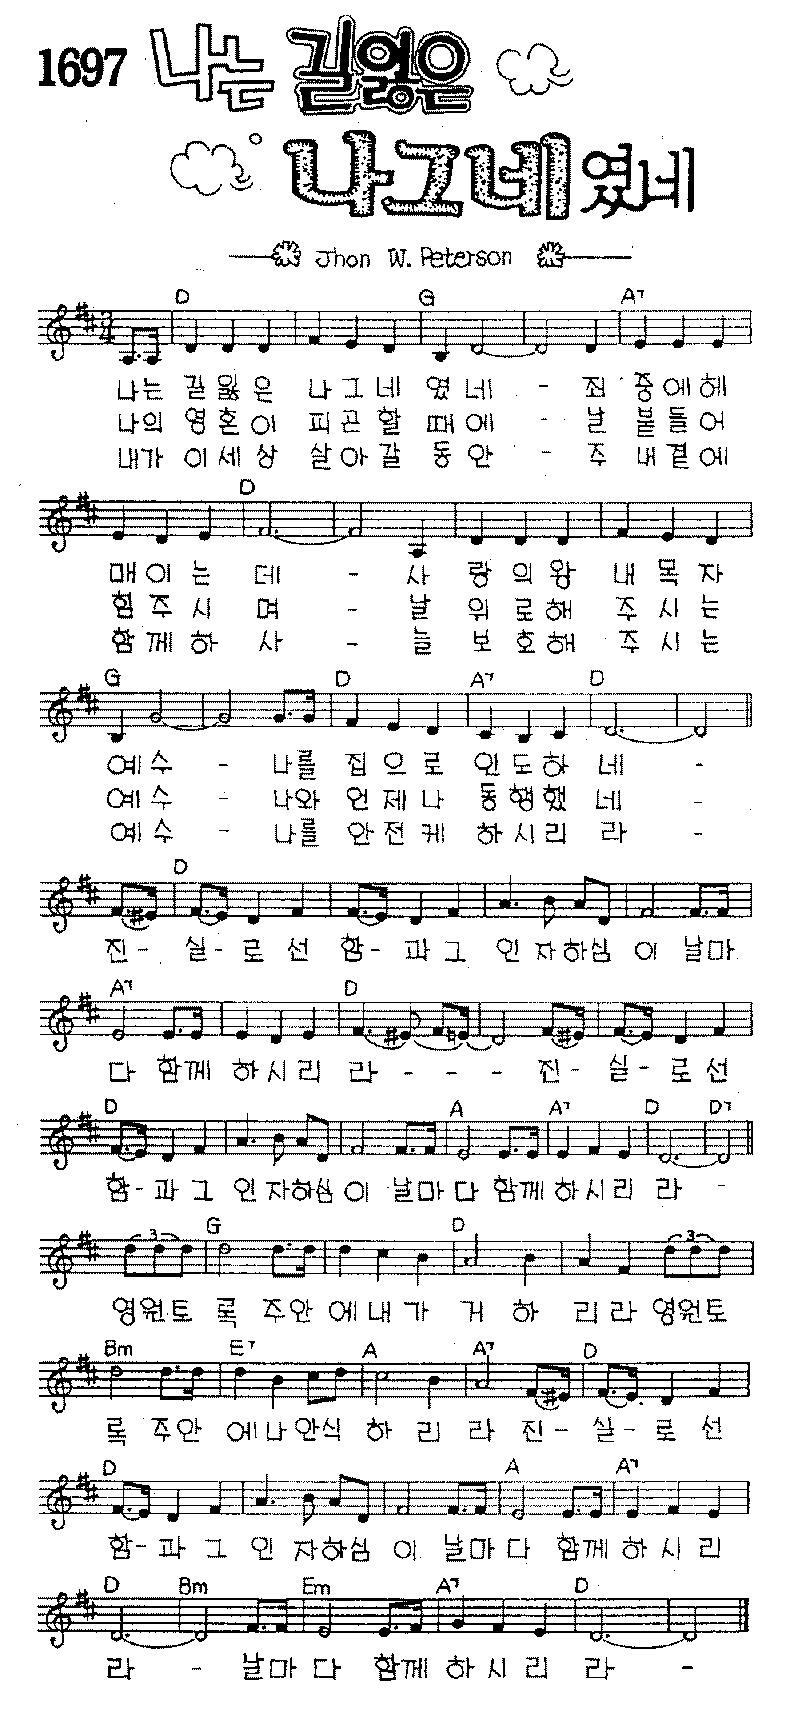 1697 나는 길잃은
나그네였네
Jhon W. Peterson
D G A7
3/4
나는 길 잃 은 나 그 네 였 네 - 죄 중 에 헤
나의 영 혼 이 피 곤 할 때 에 - 날 붙 들 어
내가 이 세 상 살 아 갈 동 안 - 주 내 곁 에
D
매 이 는 데 - 사 랑 의 왕 내 목 자
힘 주 시 며 - 날 위 로 해 주 시 는
함 께 하 사 - 늘 보 호 해 주 시 는
G D A7 D
예 수 - 나를 집 으 로 인 도 하 네 -
예 수 - 나와 언 제 나 동 행 했 네 -
예 수 - 나를 안 전 케 하 시 리 라 -
D
진- 실- 로 선 함- 파 그 인 자하심 이 날마
A7 D
다 함께 하 시 리 라 - - - 진- 실- 로 선
D A A7 D D7
함- 파 그 인 자하심 이 날마 다 함께 하 시 리 라 -
3 G D 3
영원토 록 주안 에 내 가 거 하 리 라 영원토
Bm E7 A A7 D
록 주안 에 나 안식 하 리 라 진- 실- 로 선
D A A7
함- 파 그 인 자하심 이 날마 다 함께 하 시 리
D Bm Em A7 D
라 - 날마 다 함께 하 시 리 라 -